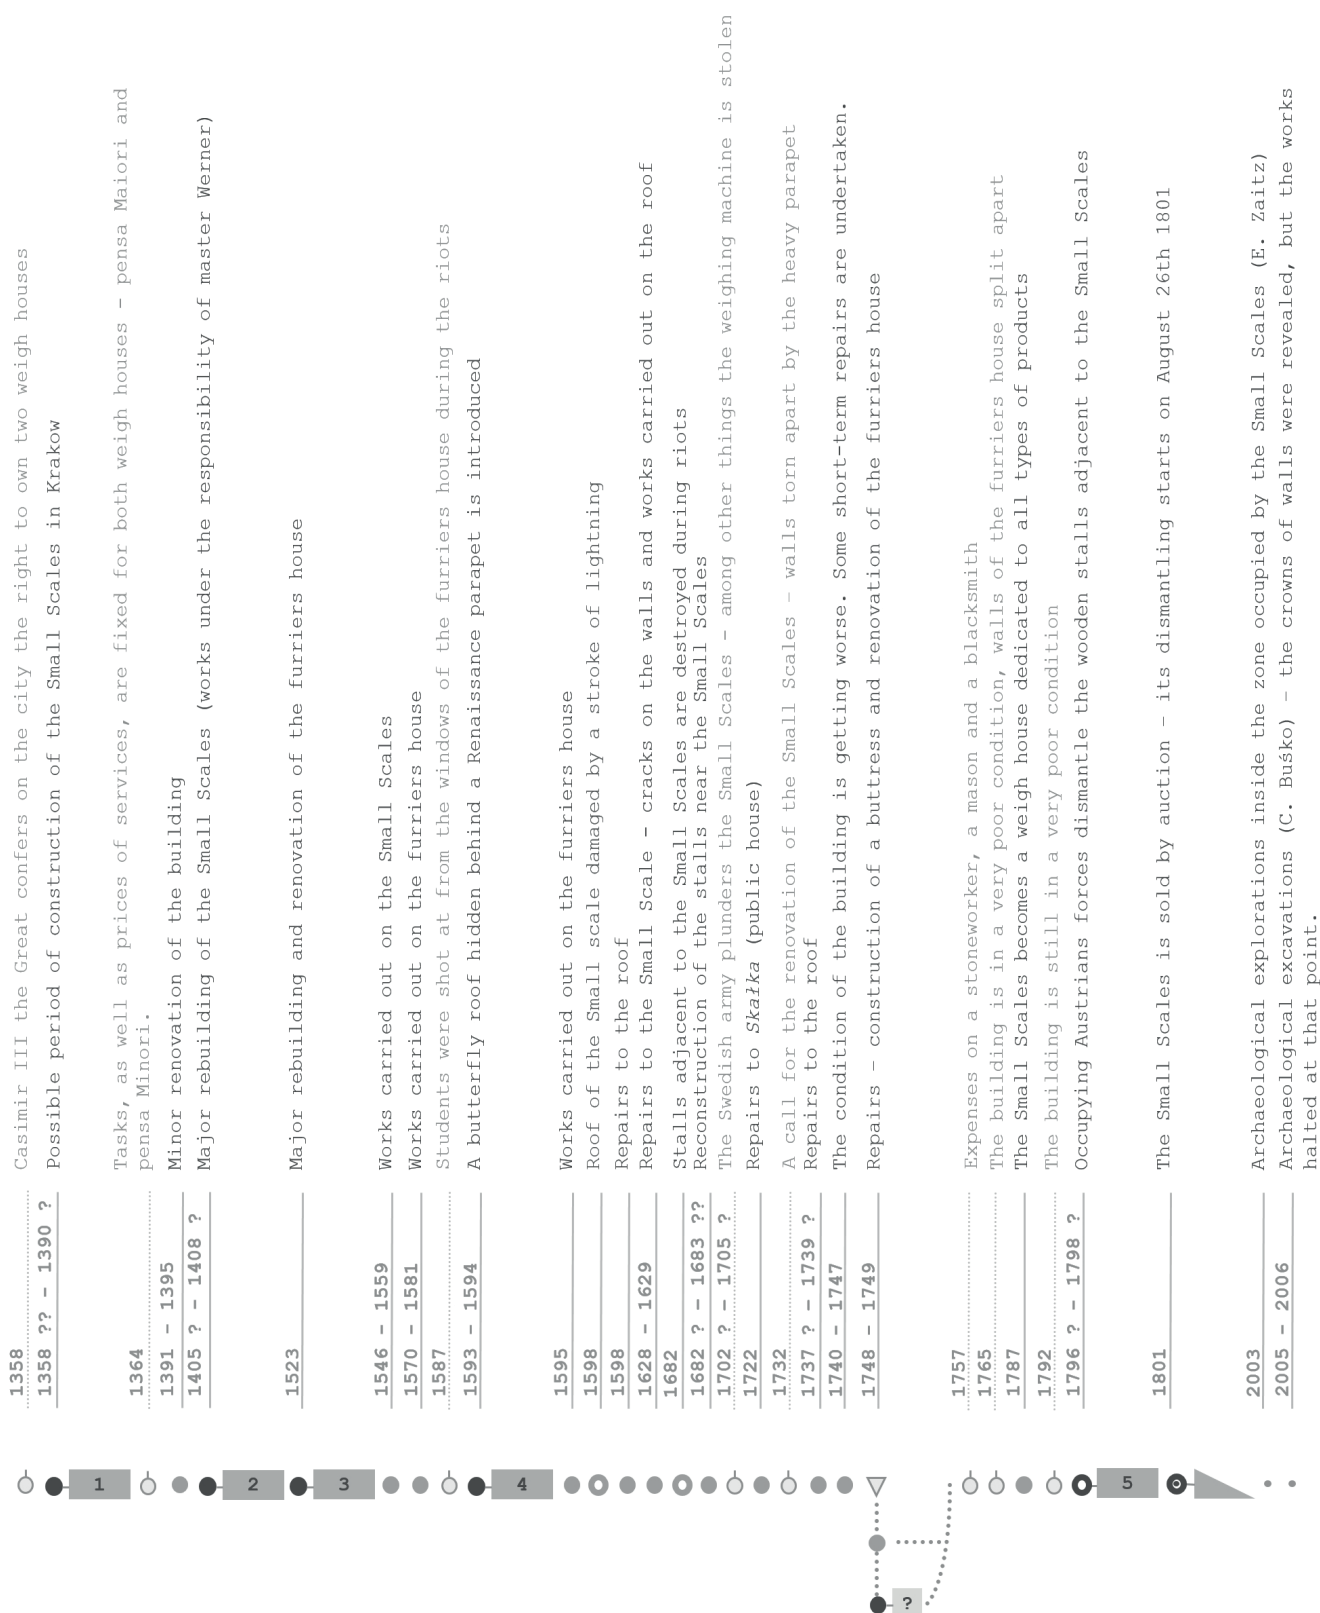 1358 Casimir III the Great confers on the city the right to own two weigh houses
1358 ?? – 1390 ? Possible period of construction of the Small Scales in Krakow
1364 Tasks, as well as prices of services, are fixed for both weigh houses – pensa Maiori and
pensa Minori.
1391 – 1395 Minor renovation of the building
1405 ? – 1408 ? Major rebuilding of the Small Scales (works under the responsibility of master Werner)
1523 Major rebuilding and renovation of the furriers house
1546 – 1559 Works carried out on the Small Scales
1570 – 1581 Works carried out on the furriers house
1587 Students were shot at from the windows of the furriers house during the riots
1593 – 1594 A butterfly roof hidden behind a Renaissance parapet is introduced
1595 Works carried out on the furriers house
1598 Roof of the Small scale damaged by a stroke of lightning
1598 Repairs to the roof
1628 – 1629 Repairs to the Small Scale – cracks on the walls and works carried out on the roof
1682 Stalls adjacent to the Small Scales are destroyed during riots
1682 ? – 1683 ?? Reconstruction of the stalls near the Small Scales
1702 ? – 1705 ? The Swedish army plunders the Small Scales – among other things the weighing machine is stolen
1722 Repairs to Skałka (public house)
1732 A call for the renovation of the Small Scales – walls torn apart by the heavy parapet
1737 ? – 1739 ? Repairs to the roof
1740 – 1747 The condition of the building is getting worse. Some short-term repairs are undertaken.
1748 – 1749 Repairs – construction of a buttress and renovation of the furriers house
1757 Expenses on a stoneworker, a mason and a blacksmith
1765 The building is in a very poor condition, walls of the furriers house split apart
1787 The Small Scales becomes a weigh house dedicated to all types of products
1792 The building is still in a very poor condition
1796 ? – 1798 ? Occupying Austrians forces dismantle the wooden stalls adjacent to the Small Scales
1801 The Small Scales is sold by auction – its dismantling starts on August 26th 1801
2003 Archaeological explorations inside the zone occupied by the Small Scales (E. Zaitz)
2005 – 2006 Archaeological excavations (C. Buśko) – the crowns of walls were revealed, but the works
halted at that point.
1
2
3
4
5
?